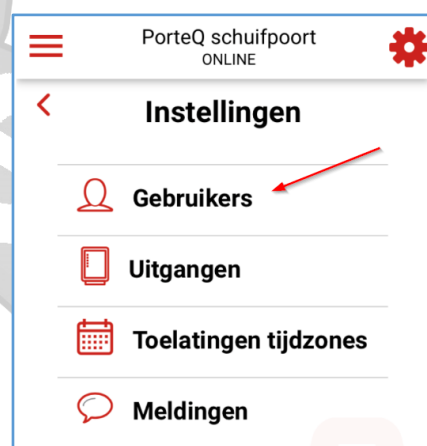 PorteQ schuifpoort
ONLINE
Instellingen
Gebruikers
Uitgangen
Toelatingen tijdzones
Meldingen